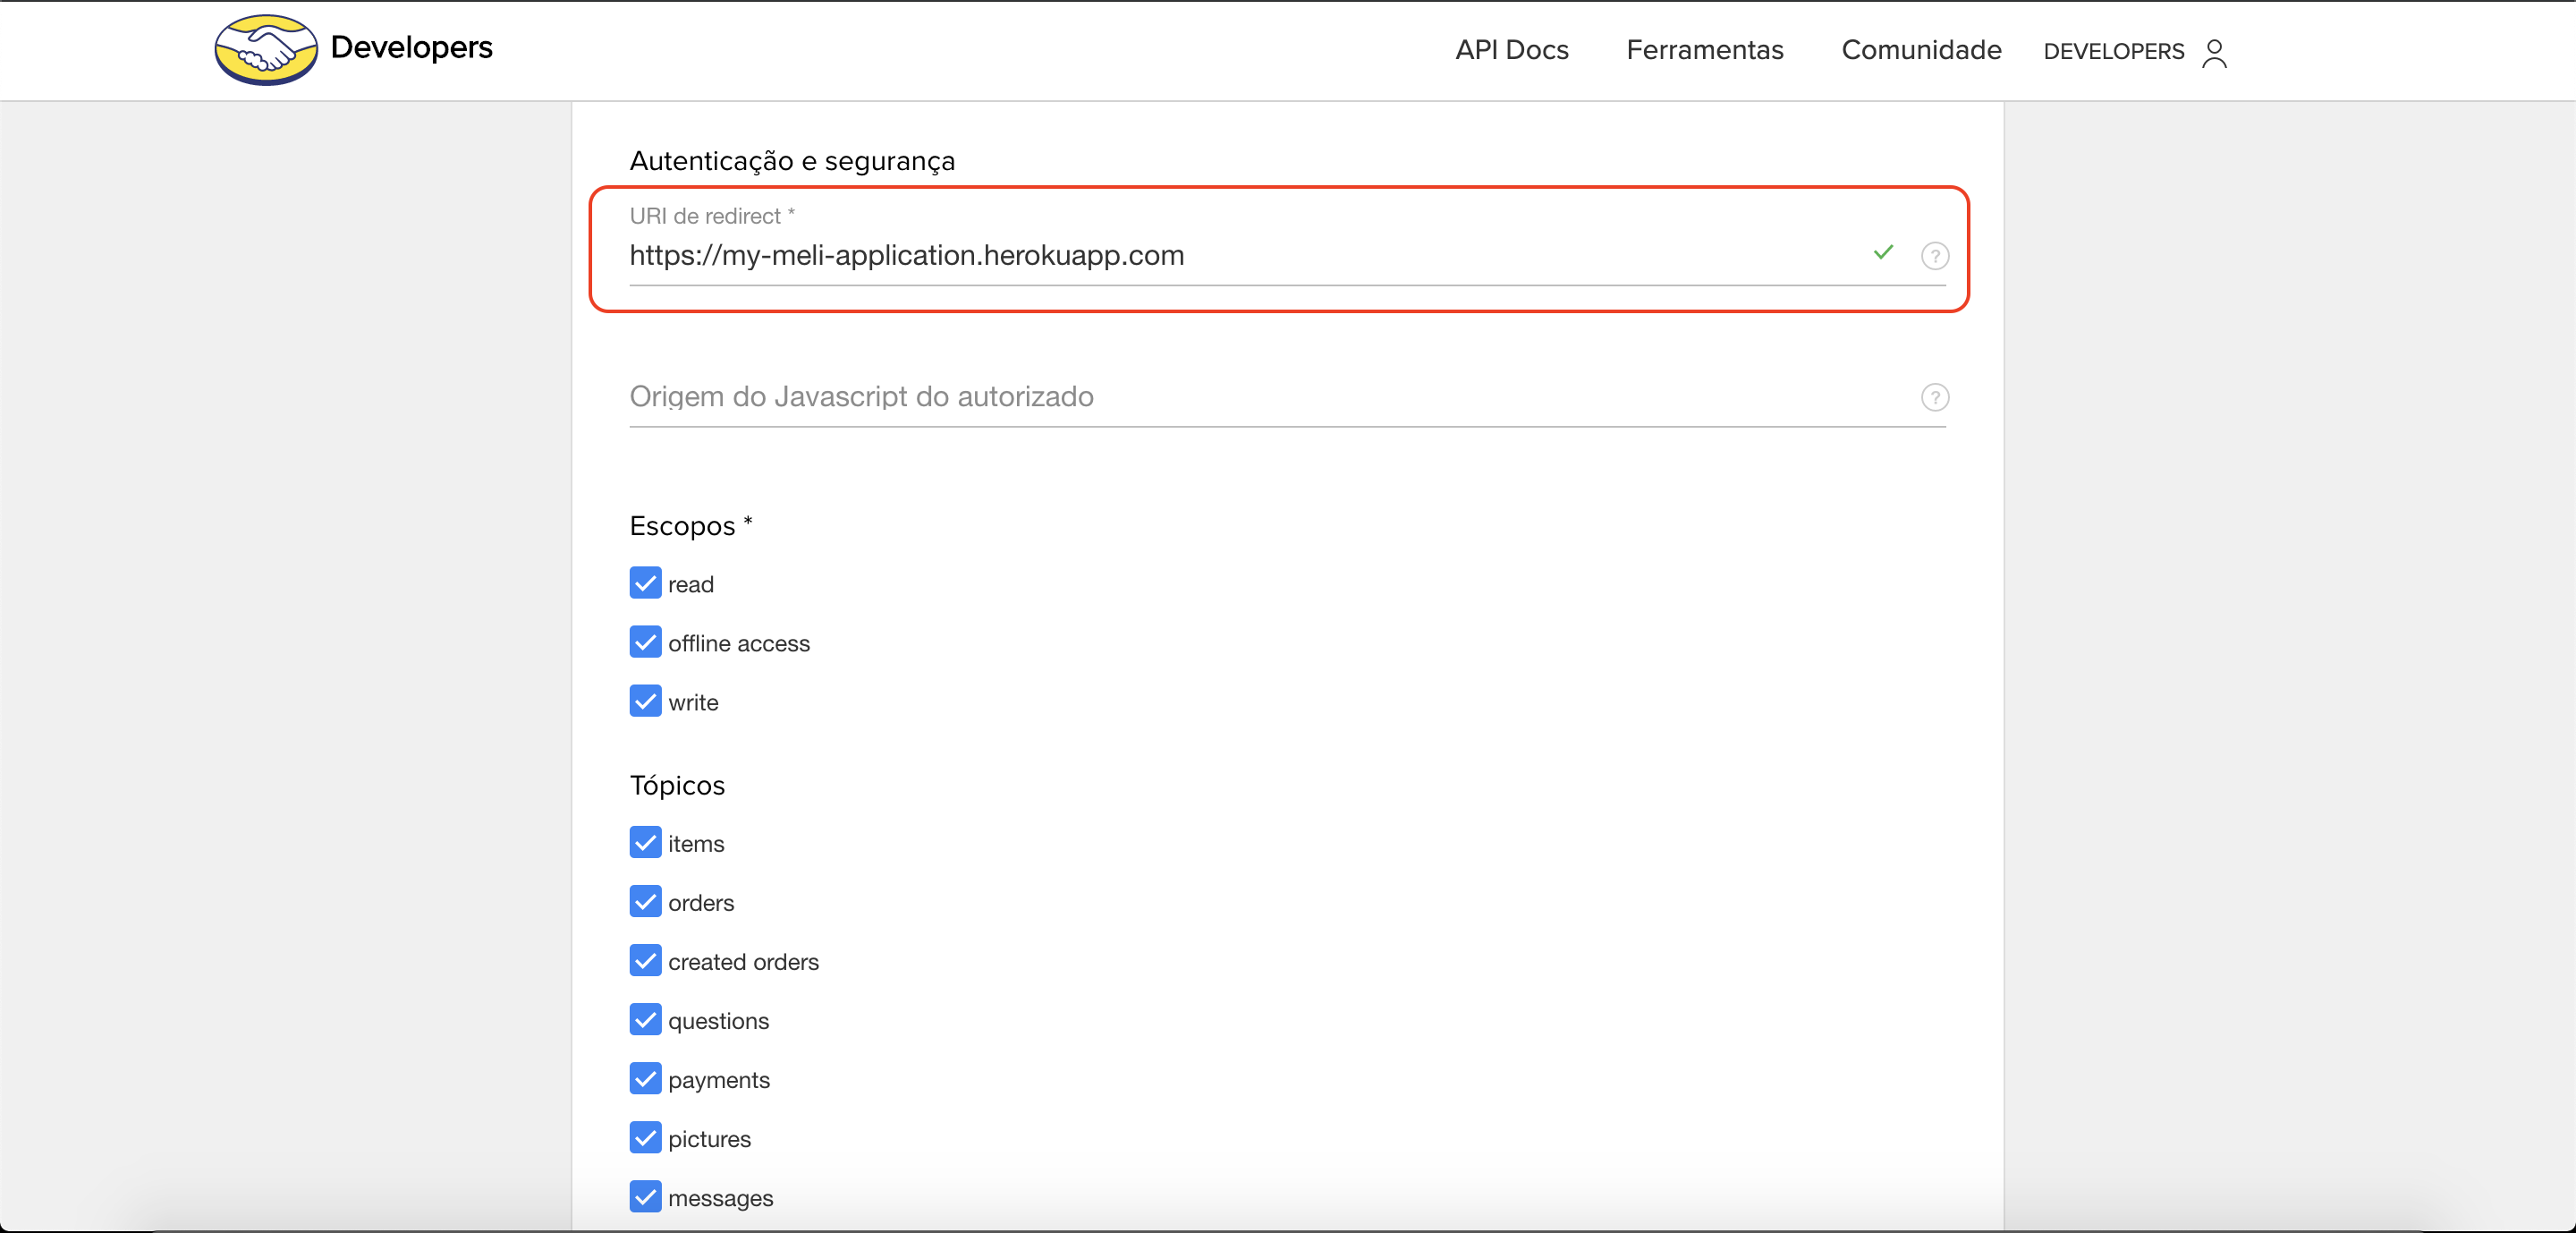 Developers
API Docs
Ferramentas
Comunidade
DEVELOPERS
Autenticação e segurança
URI de redirect *
https://my-meli-application.herokuapp.com
?
Origem do Javascript do autorizado
?
Escopos *
read
offline access
write
Tópicos
items
orders
created orders
questions
payments
pictures
messages